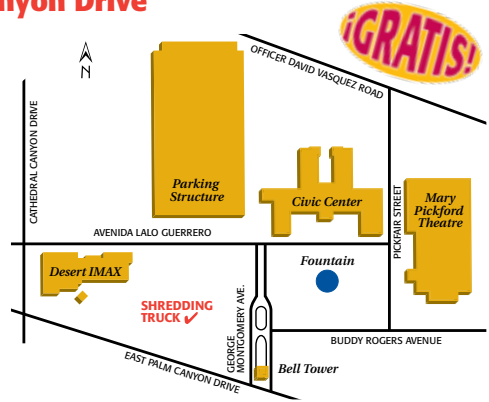 nyon Drive
¡GRATIS!
OFFICER DAVID VASQUEZ ROAD
N
CATHEDRAL CANYON DRIVE
Parking
Structure
Civic Center
PICKFAIR STREET
Mary
Pickford
Theatre
AVENIDA LALO GUERRERO
Desert IMAX
Fountain
SHREDDING
TRUCK ✓
GEORGE
MONTGOMERY AVE.
BUDDY ROGERS AVENUE
EAST PALM CANYON DRIVE
Bell Tower